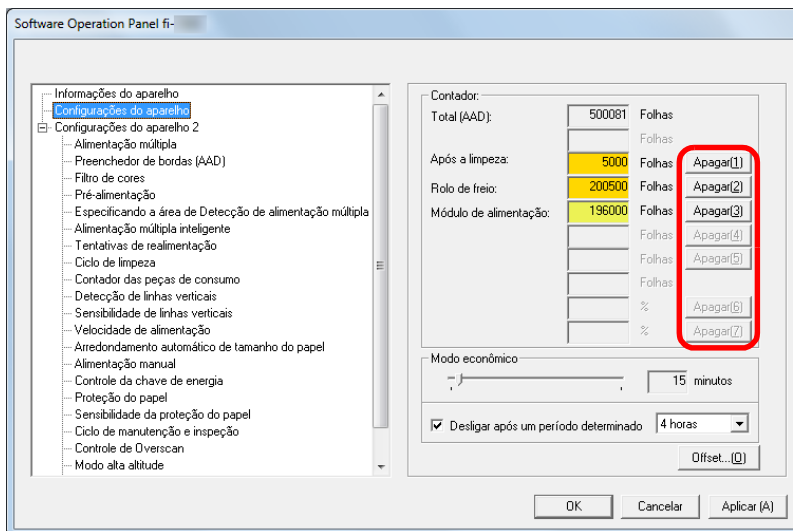 Software Operation Panel fi-
Informações do aparelho
Configurações do aparelho
Configurações do aparelho 2
Alimentação múltipla
Preenchedor de bordas (AAD)
Filtro de cores
Pré-alimentação
Especificando a área de Detecção de alimentação múltipla
Alimentação múltipla inteligente
Tentativas de realimentação
Ciclo de limpeza
Contador das peças de consumo
Detecção de linhas verticais
Sensibilidade de linhas verticais
Velocidade de alimentação
Arredondamento automático de tamanho do papel
Alimentação manual
Controle da chave de energia
Proteção do papel
Sensibilidade da proteção do papel
Ciclo de manutenção e inspeção
Controle de Overscan
Modo alta altitude
Contador:
Total (AAD): 500081 Folhas
Folhas
Após a limpeza: 5000 Folhas Apagar(1)
Rolo de freio: 200500 Folhas Apagar(2)
Módulo de alimentação: 196000 Folhas Apagar(3)
Folhas Apagar(4)
Folhas Apagar(5)
Folhas
% Apagar(6)
% Apagar(7)
Modo econômico
15 minutos
Desligar após um período determinado 4 horas
Offset...(O)
OK Cancelar Aplicar (A)